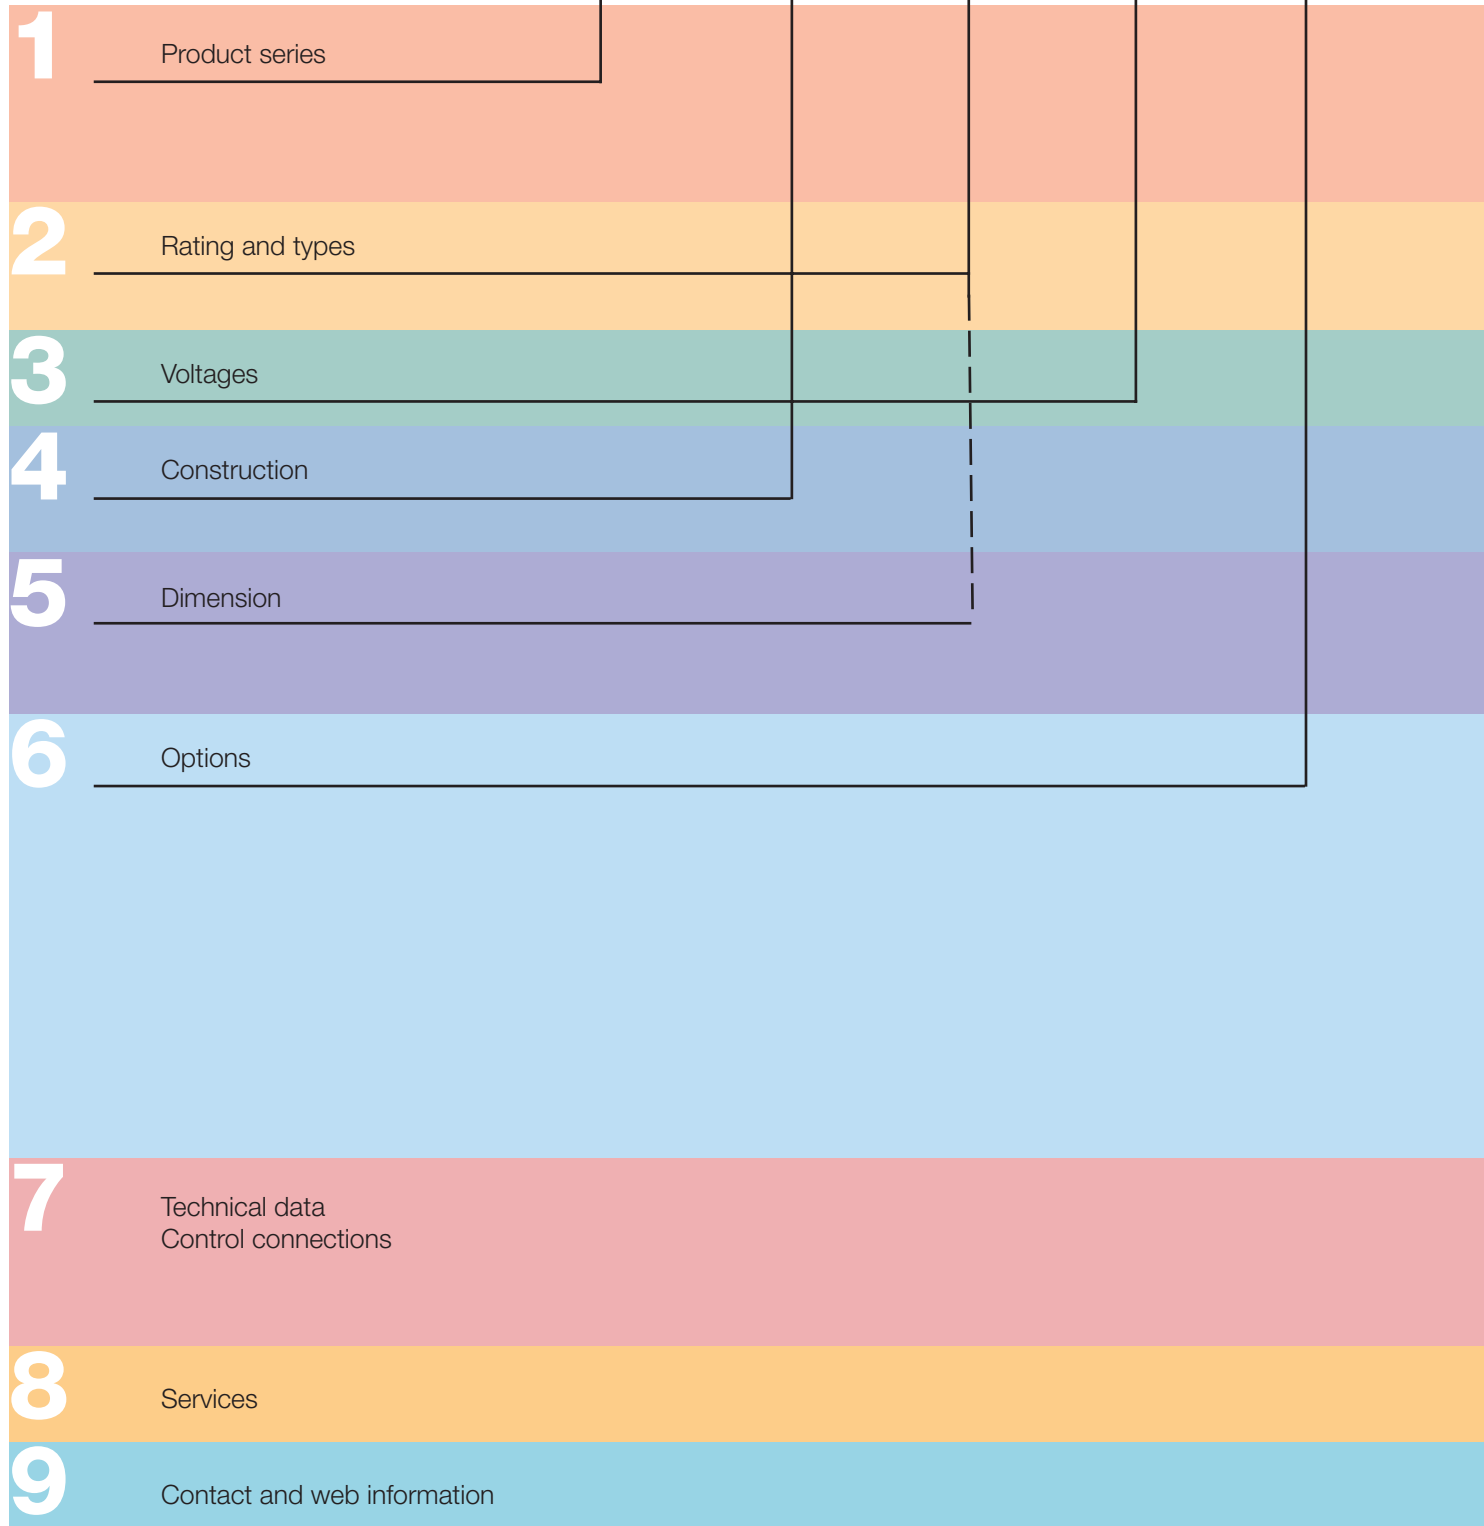 1
Product series
2
Rating and types
3
Voltages
4
Construction
5
Dimension
6
Options
7
Technical data
Control connections
8
Services
9
Contact and web information